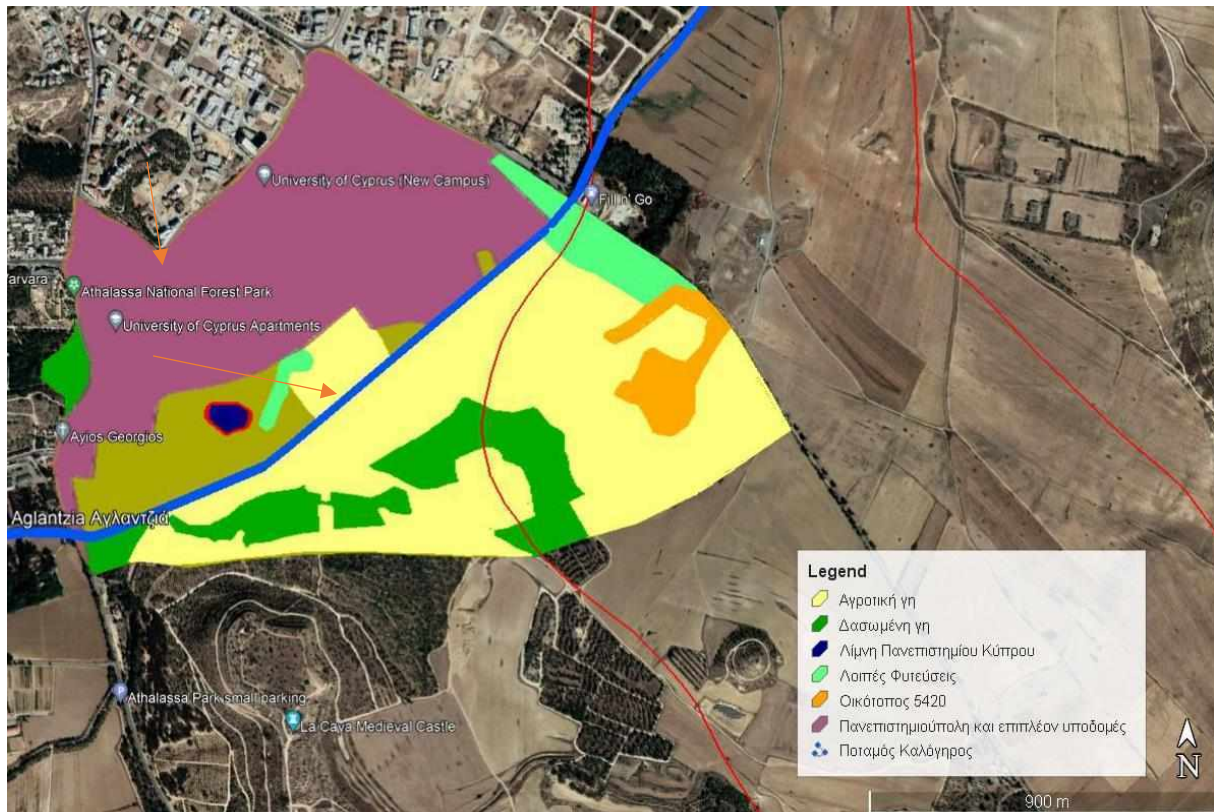 University of Cyprus (New Campus)
Fill n' Go
arvara
Athalassa National Forest Park
University of Cyprus Apartments
Ayios Georgios
Aglantzia Αγλαντζιά
Athalassa Park small parking
La Cava Medieval Castle
Legend
Αγροτική γη
Δασωμένη γη
Λίμνη Πανεπιστημίου Κύπρου
Λοιπές Φυτεύσεις
Οικότοπος 5420
Πανεπιστημιούπολη και επιπλέον υποδομές
Ποταμός Καλόγηρος
N
900 m